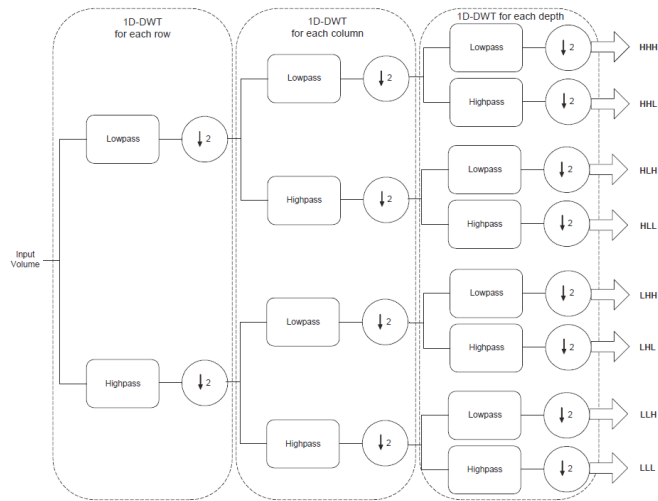 1D-DWT
for each row
1D-DWT
for each column
1D-DWT for each depth
Lowpass
↓ 2
HHH
Lowpass
↓ 2
Highpass
↓ 2
HHL
Lowpass
↓ 2
Lowpass
↓ 2
HLH
Highpass
↓ 2
Highpass
↓ 2
HLL
Input
Volume
Lowpass
↓ 2
LHH
Lowpass
↓ 2
Highpass
↓ 2
LHL
Highpass
↓ 2
Lowpass
↓ 2
LLH
Highpass
↓ 2
Highpass
↓ 2
LLL